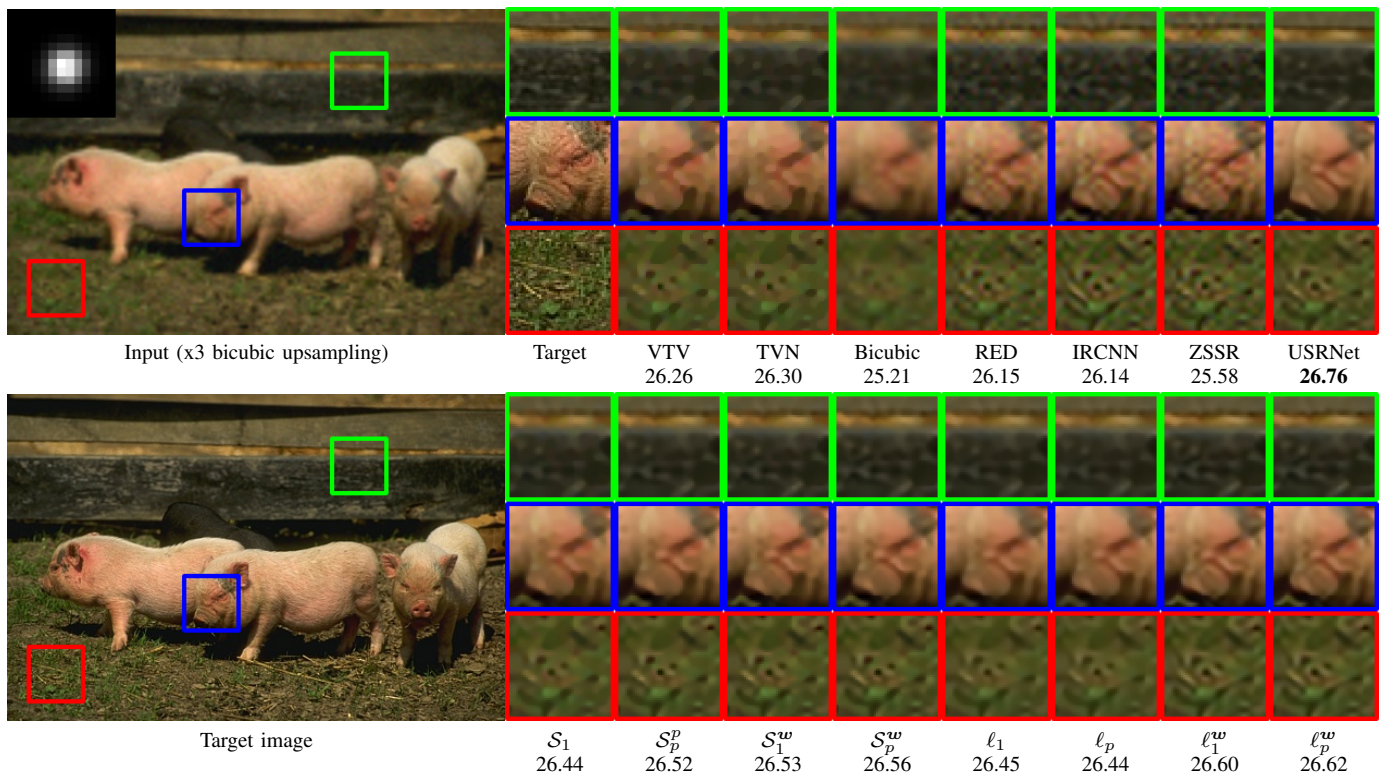 Input (x3 bicubic upsampling)
Target VTV TVN Bicubic RED IRCNN ZSSR USRNet
26.26 26.30 25.21 26.15 26.14 25.58 26.76
Target image
𝒮₁ 𝒮ₚᵖ 𝒮₁ʷ 𝒮ₚʷ ℓ₁ ℓₚ ℓ₁ʷ ℓₚʷ
26.44 26.52 26.53 26.56 26.45 26.44 26.60 26.62